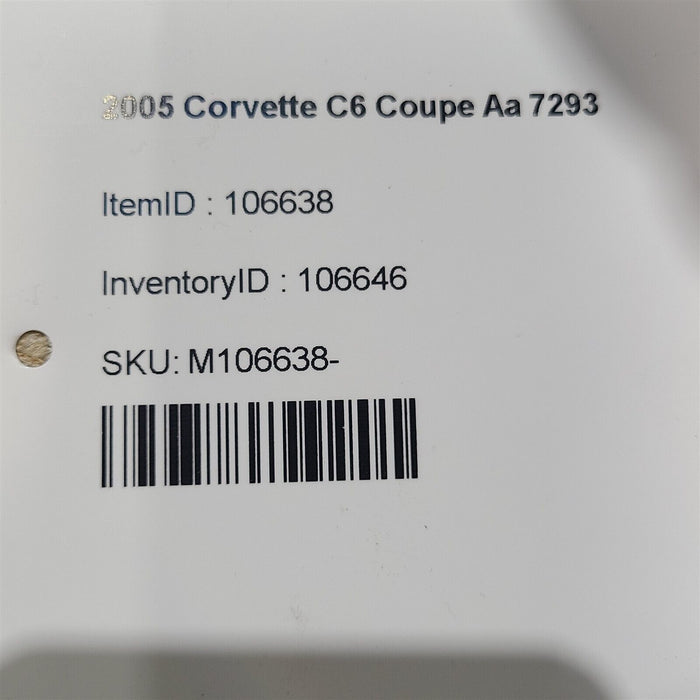 2005 Corvette C6 Coupe Aa 7293
ItemID : 106638
InventoryID : 106646
SKU: M106638-